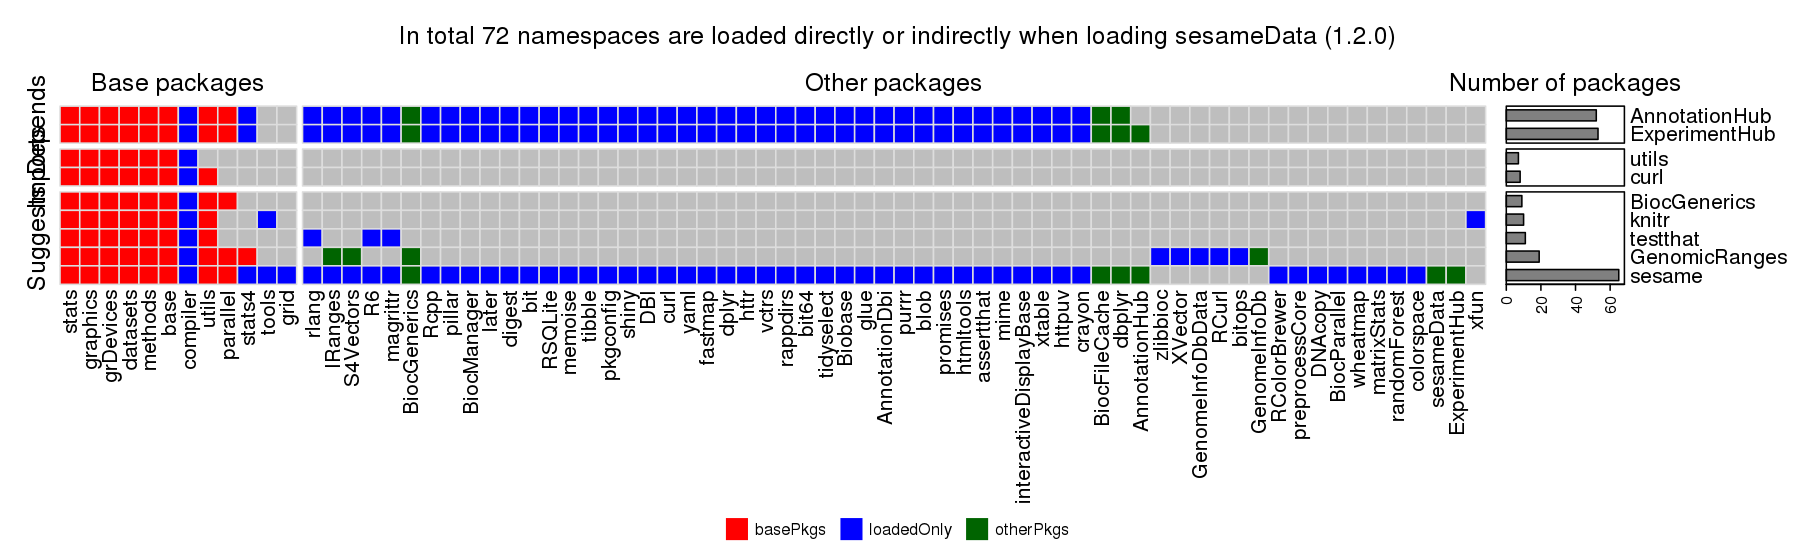 In total 72 namespaces are loaded directly or indirectly when loading sesameData (1.2.0)
Base packages
Other packages
Number of packages
Depends
Imports
Suggests
AnnotationHub
ExperimentHub
utils
curl
BiocGenerics
knitr
testthat
GenomicRanges
sesame
0
20
40
60
stats
graphics
grDevices
datasets
methods
base
compiler
utils
parallel
stats4
tools
grid
rlang
IRanges
S4Vectors
R6
magrittr
BiocGenerics
Rcpp
pillar
BiocManager
later
digest
bit
RSQLite
memoise
tibble
pkgconfig
shiny
DBI
curl
yaml
fastmap
dplyr
httr
vctrs
rappdirs
bit64
tidyselect
Biobase
glue
AnnotationDbi
purrr
blob
promises
htmltools
assertthat
mime
interactiveDisplayBase
xtable
httpuv
crayon
BiocFileCache
dbplyr
AnnotationHub
zlibbioc
XVector
GenomeInfoDbData
RCurl
bitops
GenomeInfoDb
RColorBrewer
preprocessCore
DNAcopy
BiocParallel
wheatmap
matrixStats
randomForest
colorspace
sesameData
ExperimentHub
xfun
basePkgs
loadedOnly
otherPkgs